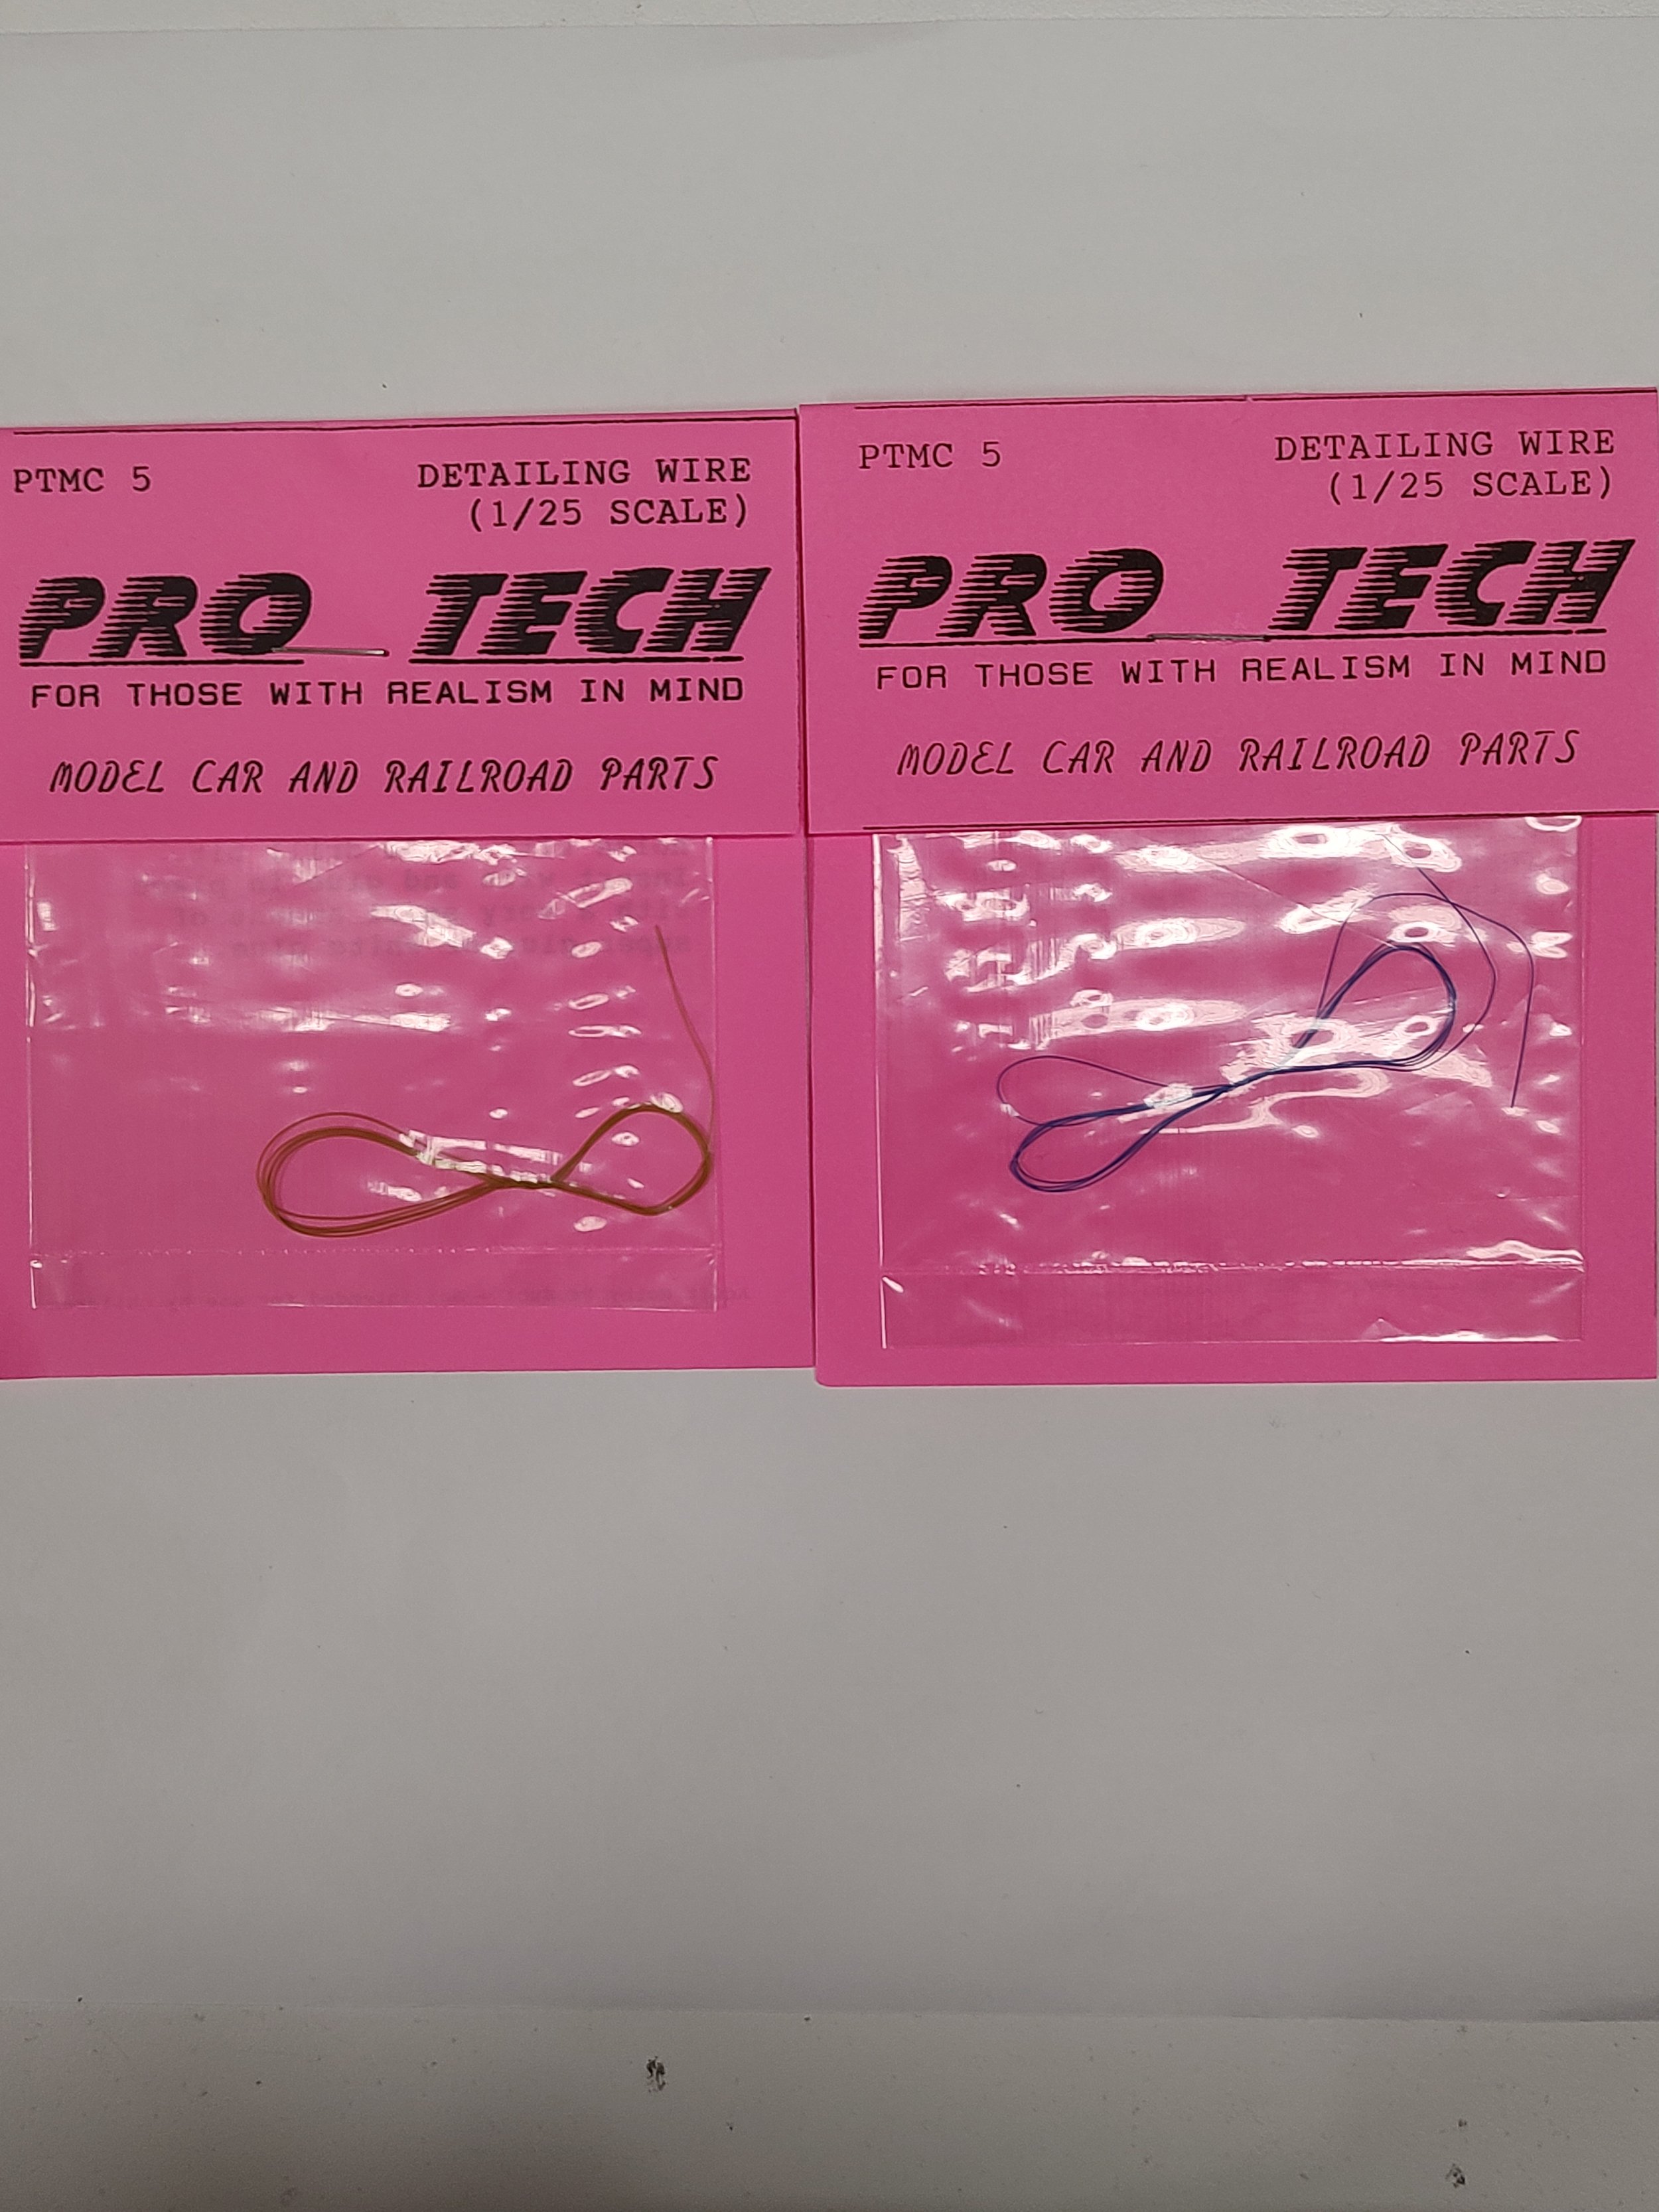 PTMC 5
DETAILING WIRE
(1/25 SCALE)
PRO TECH
FOR THOSE WITH REALISM IN MIND
MODEL CAR AND RAILROAD PARTS
PTMC 5
DETAILING WIRE
(1/25 SCALE)
PRO TECH
FOR THOSE WITH REALISM IN MIND
MODEL CAR AND RAILROAD PARTS